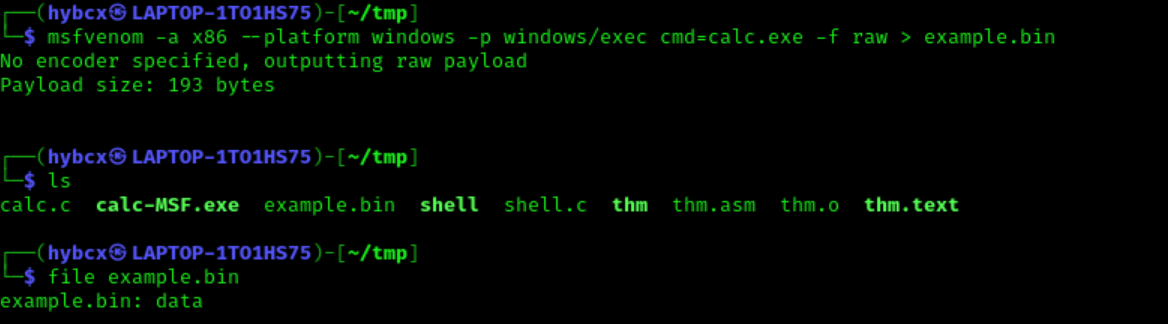 ┌──(hybcx㉿LAPTOP-1TO1HS75)-[~/tmp]
└─$ msfvenom -a x86 --platform windows -p windows/exec cmd=calc.exe -f raw > example.bin
No encoder specified, outputting raw payload
Payload size: 193 bytes
┌──(hybcx㉿LAPTOP-1TO1HS75)-[~/tmp]
└─$ ls
calc.c  calc-MSF.exe  example.bin  shell  shell.c  thm  thm.asm  thm.o  thm.text
┌──(hybcx㉿LAPTOP-1TO1HS75)-[~/tmp]
└─$ file example.bin
example.bin: data